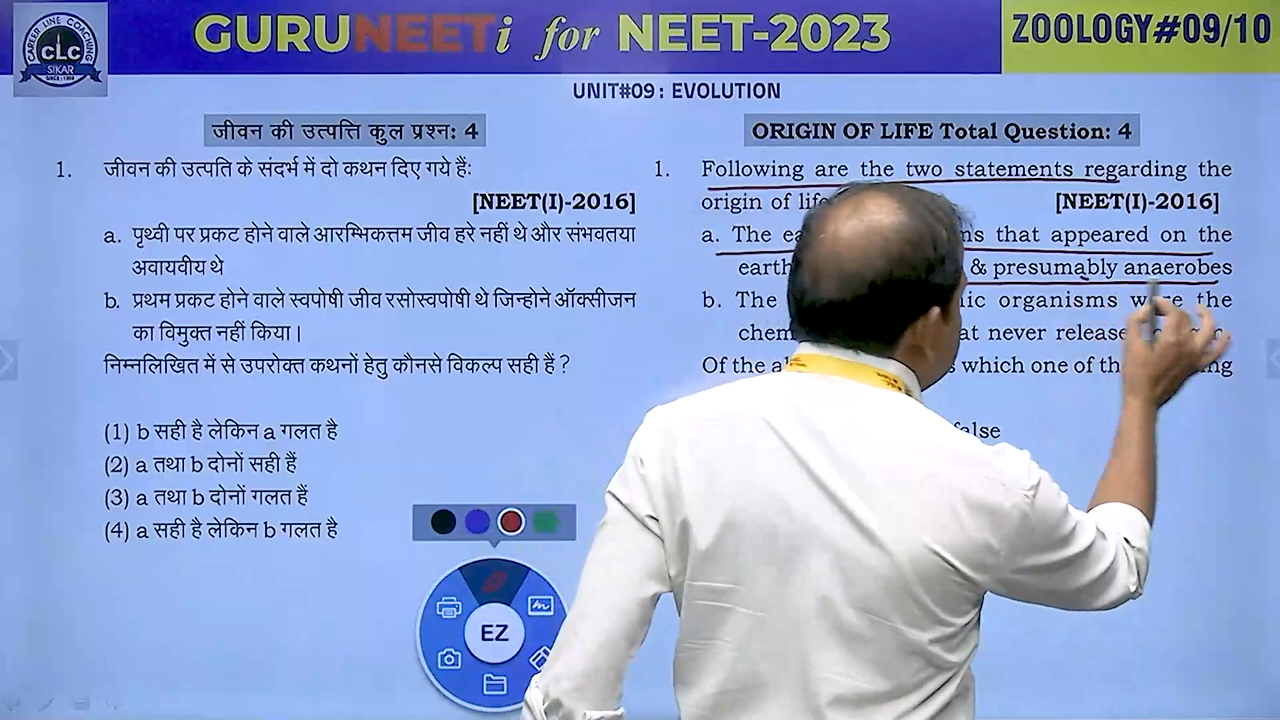 CAREER LINE COACHING
CLC
SIKAR
SINCE : 1996
GURUNEETi for NEET-2023
ZOOLOGY#09/10
UNIT#09 : EVOLUTION
जीवन की उत्पत्ति कुल प्रश्न: 4
1. जीवन की उत्पति के संदर्भ में दो कथन दिए गये हैं:
[NEET(I)-2016]
a. पृथ्वी पर प्रकट होने वाले आरम्भिकत्तम जीव हरे नहीं थे और संभवतया
अवायवीय थे
b. प्रथम प्रकट होने वाले स्वपोषी जीव रसोस्वपोषी थे जिन्होने ऑक्सीजन
का विमुक्त नहीं किया।
निम्नलिखित में से उपरोक्त कथनों हेतु कौनसे विकल्प सही हैं ?
(1) b सही है लेकिन a गलत है
(2) a तथा b दोनों सही हैं
(3) a तथा b दोनों गलत हैं
(4) a सही है लेकिन b गलत है
ORIGIN OF LIFE Total Question: 4
1. Following are the two statements regarding the
origin of
[NEET(I)-2016]
a. The that appeared on the
& presumably anaerobes
b. The organisms were the
never
Of the which one of
false
EZ